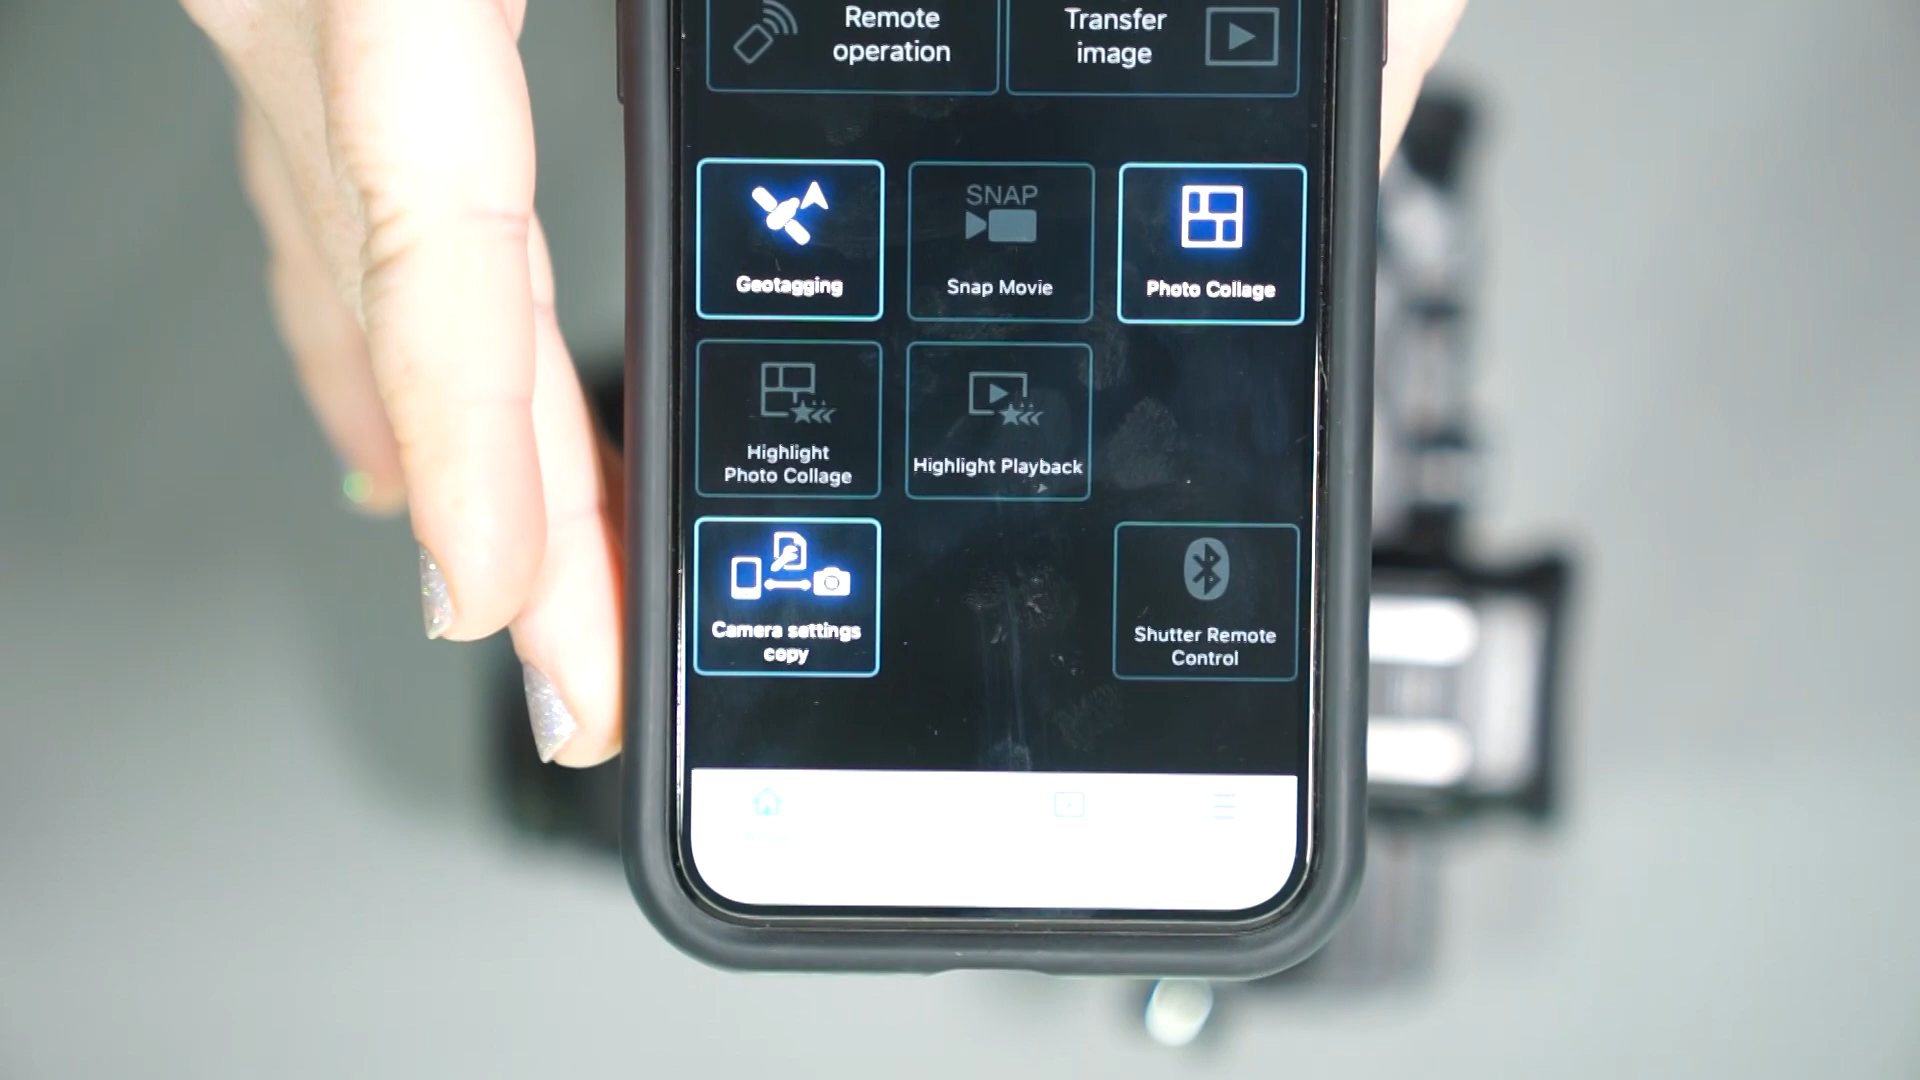 Remote
operation
Transfer
image
Geotagging
SNAP
Snap Movie
Photo Collage
Highlight
Photo Collage
Highlight Playback
Camera settings
copy
Shutter Remote
Control